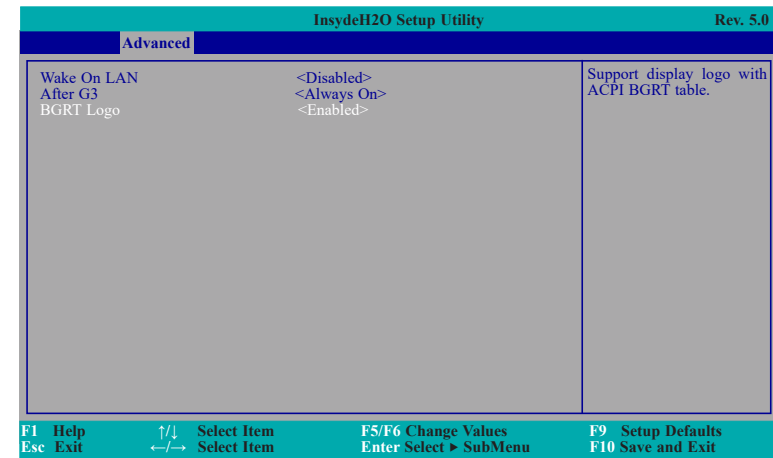 InsydeH2O Setup Utility Rev. 5.0
Advanced
Wake On LAN <Disabled>
After G3 <Always On>
BGRT Logo <Enabled>
Support display logo with
ACPI BGRT table.
F1 Help ↑/↓ Select Item F5/F6 Change Values F9 Setup Defaults
Esc Exit ←/→ Select Item Enter Select ► SubMenu F10 Save and Exit